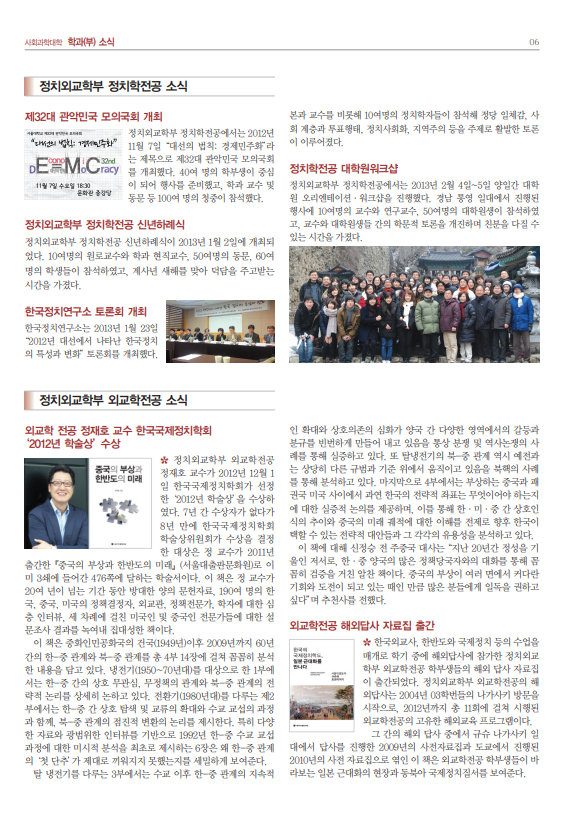 사회과학대학 학과(부) 소식
06
정치외교학부 정치학전공 소식
제32대 관악민국 모의국회 개최
서울대학교 제32대 관악민국 모의국회
"대선의 법칙: 경제민주화"
Econo 32nd
DEMoCracy
11월 7일 수요일 18:30
문화관 중강당
정치외교학부 정치학전공에서는 2012년
11월 7일 "대선의 법칙: 경제민주화"라
는 제목으로 제32대 관악민국 모의국회
를 개최했다. 40여 명의 학부생이 중심
이 되어 행사를 준비했고, 학과 교수 및
동문 등 100여 명의 청중이 참석했다.
정치외교학부 정치학전공 신년하례식
정치외교학부 정치학전공 신년하례식이 2013년 1월 2일에 개최되
었다. 10여명의 원로교수와 학과 현직교수, 50여명의 동문, 60여
명의 학생들이 참석하였고, 계사년 새해를 맞아 덕담을 주고받는
시간을 가졌다.
한국정치연구소 토론회 개최
한국정치연구소는 2013년 1월 23일
"2012년 대선에서 나타난 한국정치
의 특성과 변화" 토론회를 개최했다.
본과 교수를 비롯해 10여명의 정치학자들이 참석해 정당 일체감, 사
회 계층과 투표행태, 정치사회화, 지역주의 등을 주제로 활발한 토론
이 이루어졌다.
정치학전공 대학원워크샵
정치외교학부 정치학전공에서는 2013년 2월 4일~5일 양일간 대학
원 오리엔테이션·워크샵을 진행했다. 경남 통영 일대에서 진행된
행사에 10여명의 교수와 연구교수, 50여명의 대학원생이 참석하였
고, 교수와 대학원생들 간의 학문적 토론을 개진하며 친분을 다질 수
있는 시간을 가졌다.
정치외교학부 외교학전공 소식
외교학 전공 정재호 교수 한국국제정치학회
'2012년 학술상' 수상
중국의 부상과
한반도의 미래
✽ 정치외교학부 외교학전공
정재호 교수가 2012년 12월 1
일 한국국제정치학회가 선정
한 '2012년 학술상'을 수상하
였다. 7년 간 수상자가 없다가
8년 만에 한국국제정치학회
학술상위원회가 수상을 결정
한 대상은 정 교수가 2011년
출간한 『중국의 부상과 한반도의 미래』(서울대출판문화원)로 이
미 3쇄에 들어간 476쪽에 달하는 학술서이다. 이 책은 정 교수가
20여 년이 넘는 기간 동안 방대한 양의 문헌자료, 190여 명의 한
국, 중국, 미국의 정책결정자, 외교관, 정책전문가, 학자에 대한 심
층 인터뷰, 세 차례에 걸친 미국인 및 중국인 전문가들에 대한 설
문조사 결과를 녹여내 집대성한 책이다.
이 책은 중화인민공화국의 건국(1949년)이후 2009년까지 60년
간의 한-중 관계와 북-중 관계를 총 4부 14장에 걸쳐 꼼꼼히 분석
한 내용을 담고 있다. 냉전기(1950~70년대)를 대상으로 한 1부에
서는 한-중 간의 상호 무관심, 무정책의 관계와 북-중 관계의 전
략적 논리를 상세히 논하고 있다. 전환기(1980년대)를 다루는 제2
부에서는 한-중 간 상호 탐색 및 교류의 확대와 수교 교섭의 과정
과 함께, 북-중 관계의 점진적 변환의 논리를 제시한다. 특히 다양
한 자료와 광범위한 인터뷰를 기반으로 1992년 한-중 수교 교섭
과정에 대한 미시적 분석을 최초로 제시하는 6장은 왜 한-중 관계
의 '첫 단추'가 제대로 끼워지지 못했는지를 세밀하게 보여준다.
탈 냉전기를 다루는 3부에서는 수교 이후 한-중 관계의 지속적
인 확대와 상호의존의 심화가 양국 간 다양한 영역에서의 갈등과
분규를 빈번하게 만들어 내고 있음을 통상 분쟁 및 역사논쟁의 사
례를 통해 실증하고 있다. 또 탈냉전기의 북-중 관계 역시 예전과
는 상당히 다른 규범과 기준 위에서 움직이고 있음을 북핵의 사례
를 통해 분석하고 있다. 마지막으로 4부에서는 부상하는 중국과 패
권국 미국 사이에서 과연 한국의 전략적 좌표는 무엇이어야 하는지
에 대한 실증적 논의를 제공하며, 이를 통해 한·미·중 간 상호인
식의 추이와 중국의 미래 궤적에 대한 이해를 전제로 향후 한국이
택할 수 있는 전략적 대안들과 그 각각의 유용성을 분석하고 있다.
이 책에 대해 신정승 전 주중국 대사는 "지난 20년간 정성을 기
울인 저서로, 한·중 양국의 많은 정책당국자와의 대화를 통해 꼼
꼼히 검증을 거친 알찬 책이다. 중국의 부상이 여러 면에서 커다란
기회와 도전이 되고 있는 때인 만큼 많은 분들에게 일독을 권하고
싶다"며 추천사를 전했다.
외교학전공 해외답사 자료집 출간
한국의
국제정치학도,
일본 근대화를
만나다
✽ 한국외교사, 한반도와 국제정치 등의 수업을
매개로 학기 중에 해외답사에 참가한 정치외교
학부 외교학전공 학부생들의 해외 답사 자료집
이 출간되었다. 정치외교학부 외교학전공의 해
외답사는 2004년 03학번들의 나가사키 방문을
시작으로, 2012년까지 총 11회에 걸쳐 시행된
외교학전공의 고유한 해외교육 프로그램이다.
그 간의 해외 답사 중에서 규슈 나가사키 일
대에서 답사를 진행한 2009년의 사전자료집과 도쿄에서 진행된
2010년의 사전 자료집으로 엮인 이 책은 외교학전공 학부생들이 바
라보는 일본 근대화의 현장과 동북아 국제정치질서를 보여준다.